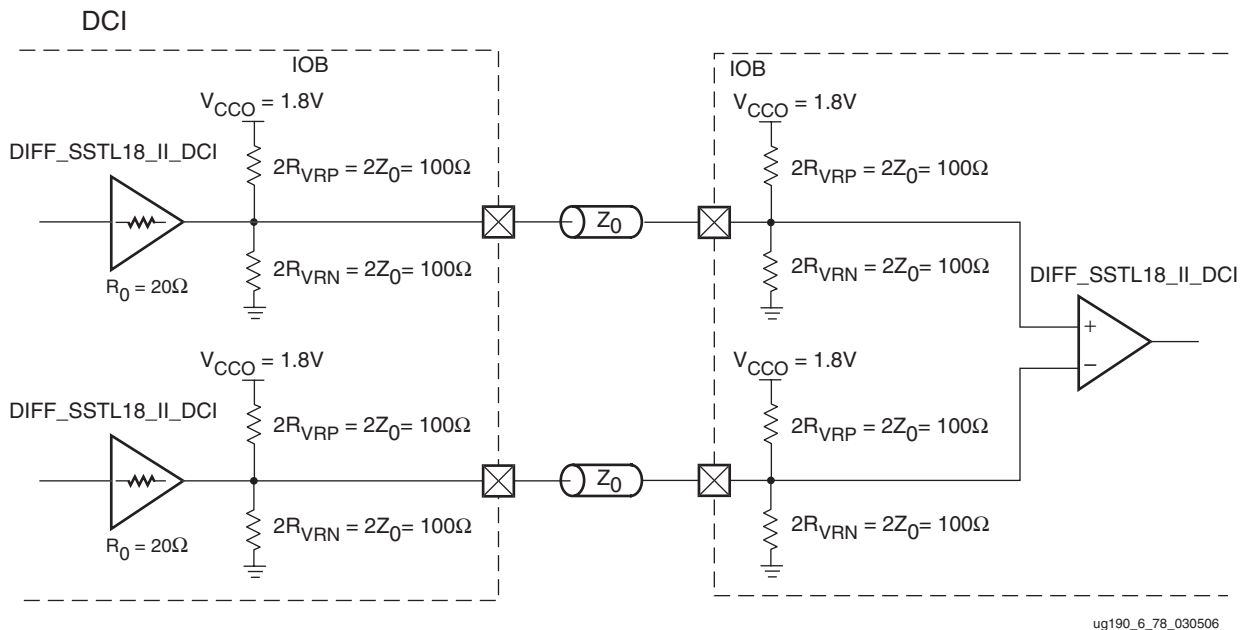 DCI
IOB
IOB
V_CCO = 1.8V
V_CCO = 1.8V
DIFF_SSTL18_II_DCI
2R_VRP = 2Z_0= 100Ω
2R_VRP = 2Z_0= 100Ω
Z_0
2R_VRN = 2Z_0= 100Ω
2R_VRN = 2Z_0= 100Ω
DIFF_SSTL18_II_DCI
R_0 = 20Ω
+
–
V_CCO = 1.8V
V_CCO = 1.8V
DIFF_SSTL18_II_DCI
2R_VRP = 2Z_0= 100Ω
2R_VRP = 2Z_0= 100Ω
Z_0
2R_VRN = 2Z_0= 100Ω
2R_VRN = 2Z_0= 100Ω
R_0 = 20Ω
ug190_6_78_030506